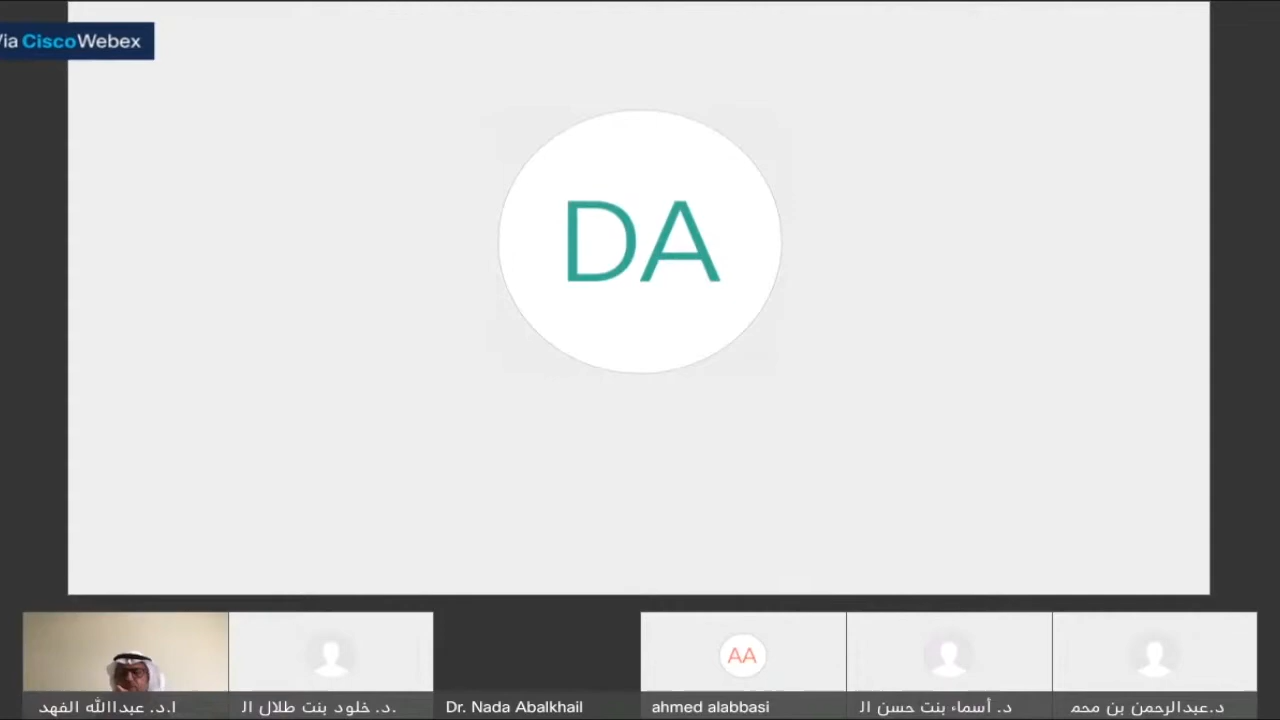 Via CiscoWebex
DA
AA
ا.د. عبدالله الفهد
د. خلود بنت طلال ال
Dr. Nada Abalkhail
ahmed alabbasi
د. أسماء بنت حسن ال
د.عبدالرحمن بن محم